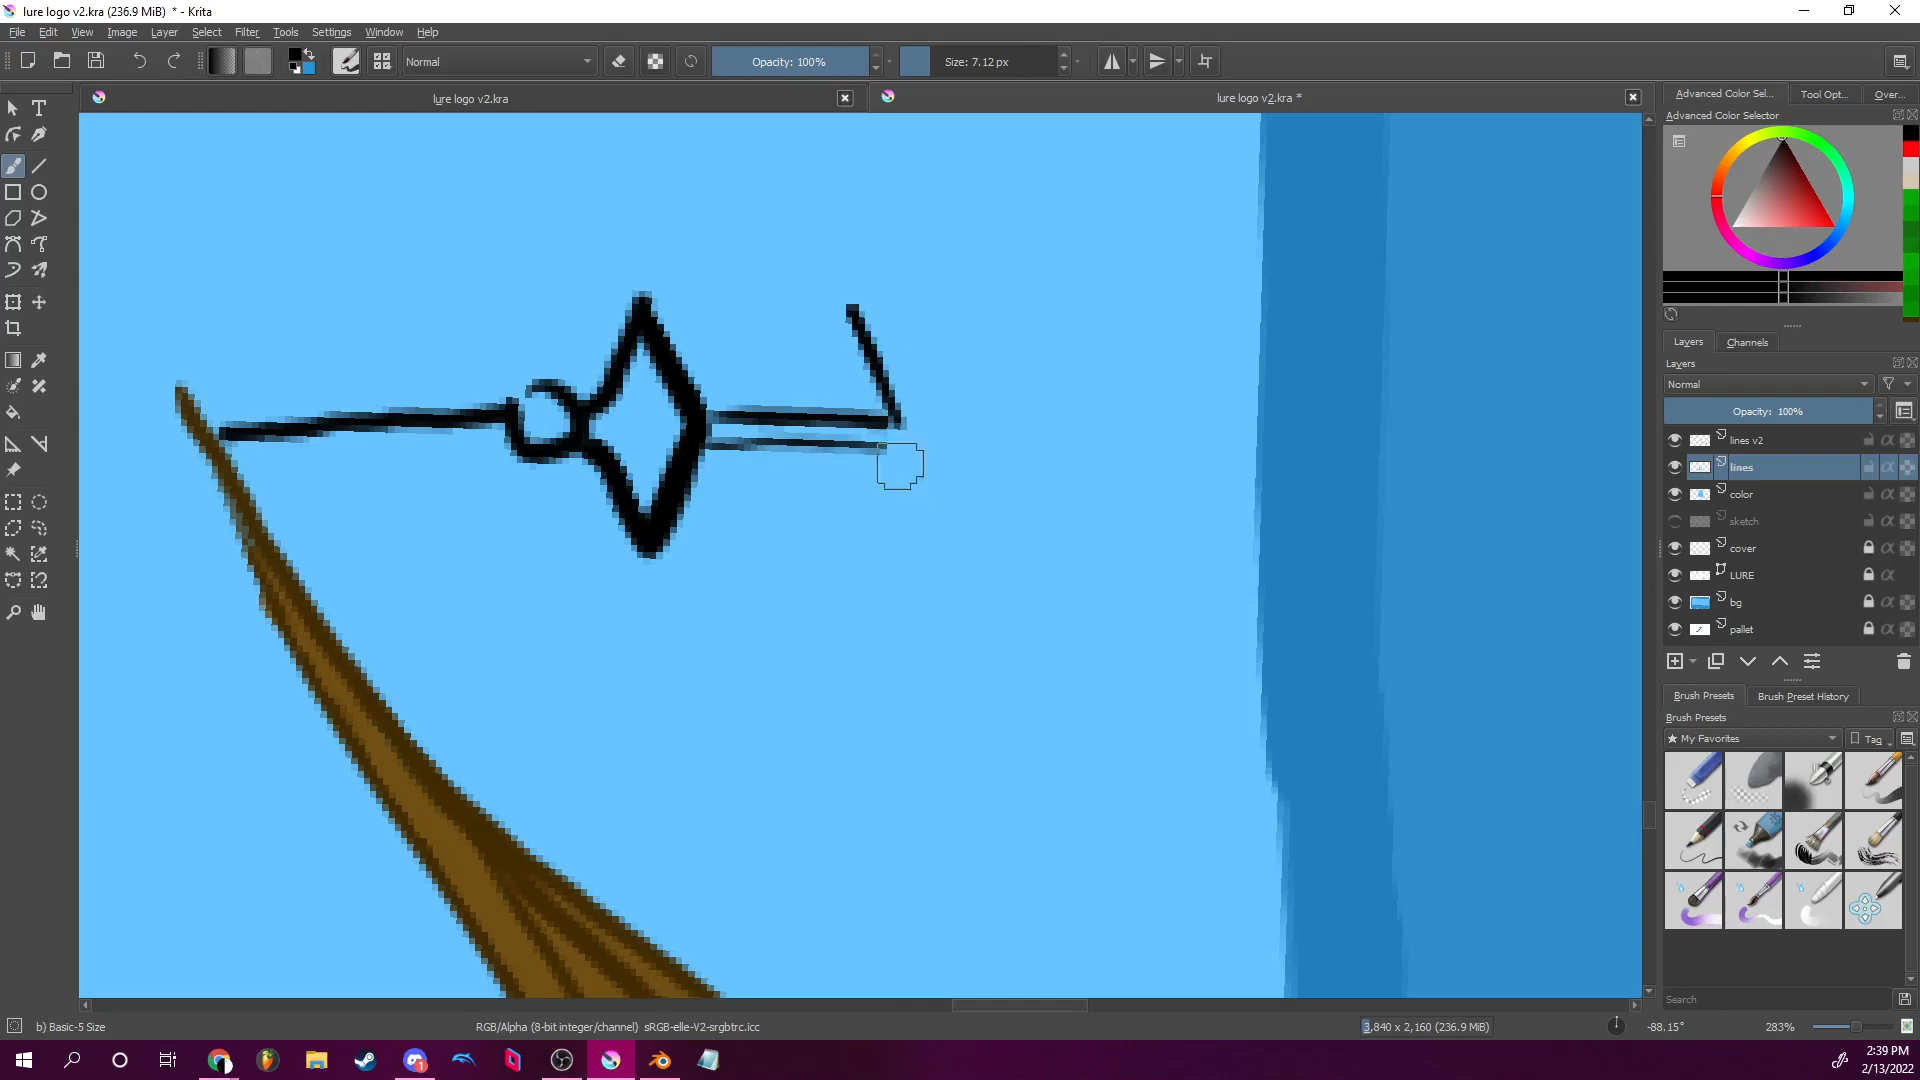 lure logo v2.kra (236.9 MiB)  * - Krita
File Edit View Image Layer Select Filter Tools Settings Window Help
Normal
Opacity: 100%
Size: 7.12 px
lure logo v2.kra
lure logo v2.kra *
Advanced Color Sel...
Tool Opt...
Over...
Advanced Color Selector
Layers
Channels
Layers
Normal
Opacity: 100%
lines v2
lines
color
sketch
cover
LURE
bg
pallet
Brush Presets
Brush Preset History
Brush Presets
★ My Favorites
Tag
Search
b) Basic-5 Size
RGB/Alpha (8-bit integer/channel)  sRGB-elle-V2-srgbtrc.icc
3,840 x 2,160 (236.9 MiB)
-88.15°
283%
2:39 PM
2/13/2022